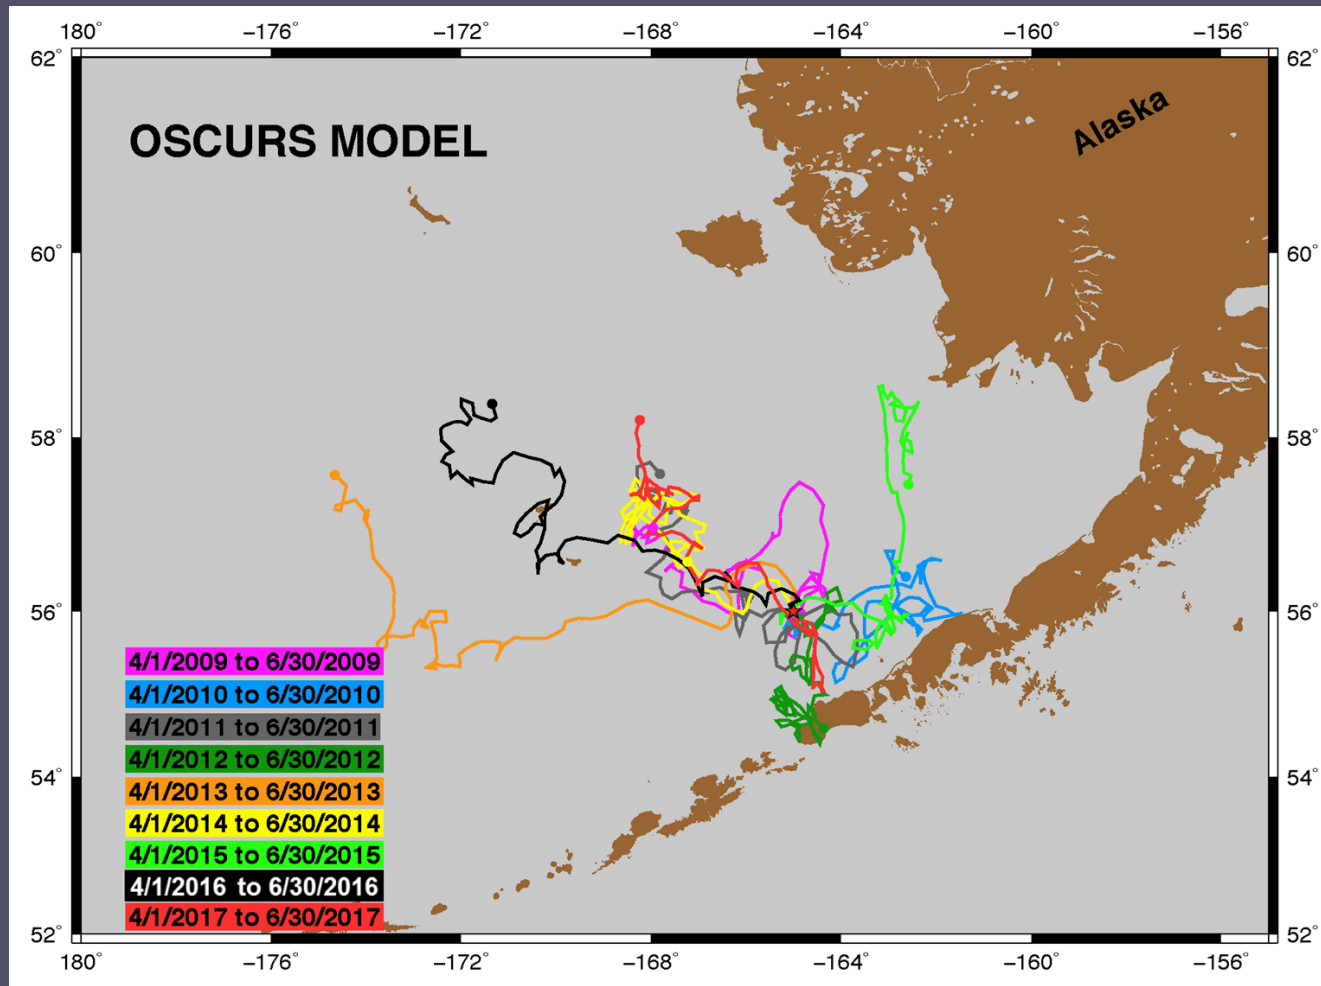 180° −176° −172° −168° −164° −160° −156°
62° 62°
OSCURS MODEL
Alaska
60° 60°
58° 58°
56° 56°
4/1/2009 to 6/30/2009
4/1/2010 to 6/30/2010
4/1/2011 to 6/30/2011
4/1/2012 to 6/30/2012
54° 54°
4/1/2013 to 6/30/2013
4/1/2014 to 6/30/2014
4/1/2015 to 6/30/2015
4/1/2016 to 6/30/2016
4/1/2017 to 6/30/2017
52° 52°
180° −176° −172° −168° −164° −160° −156°